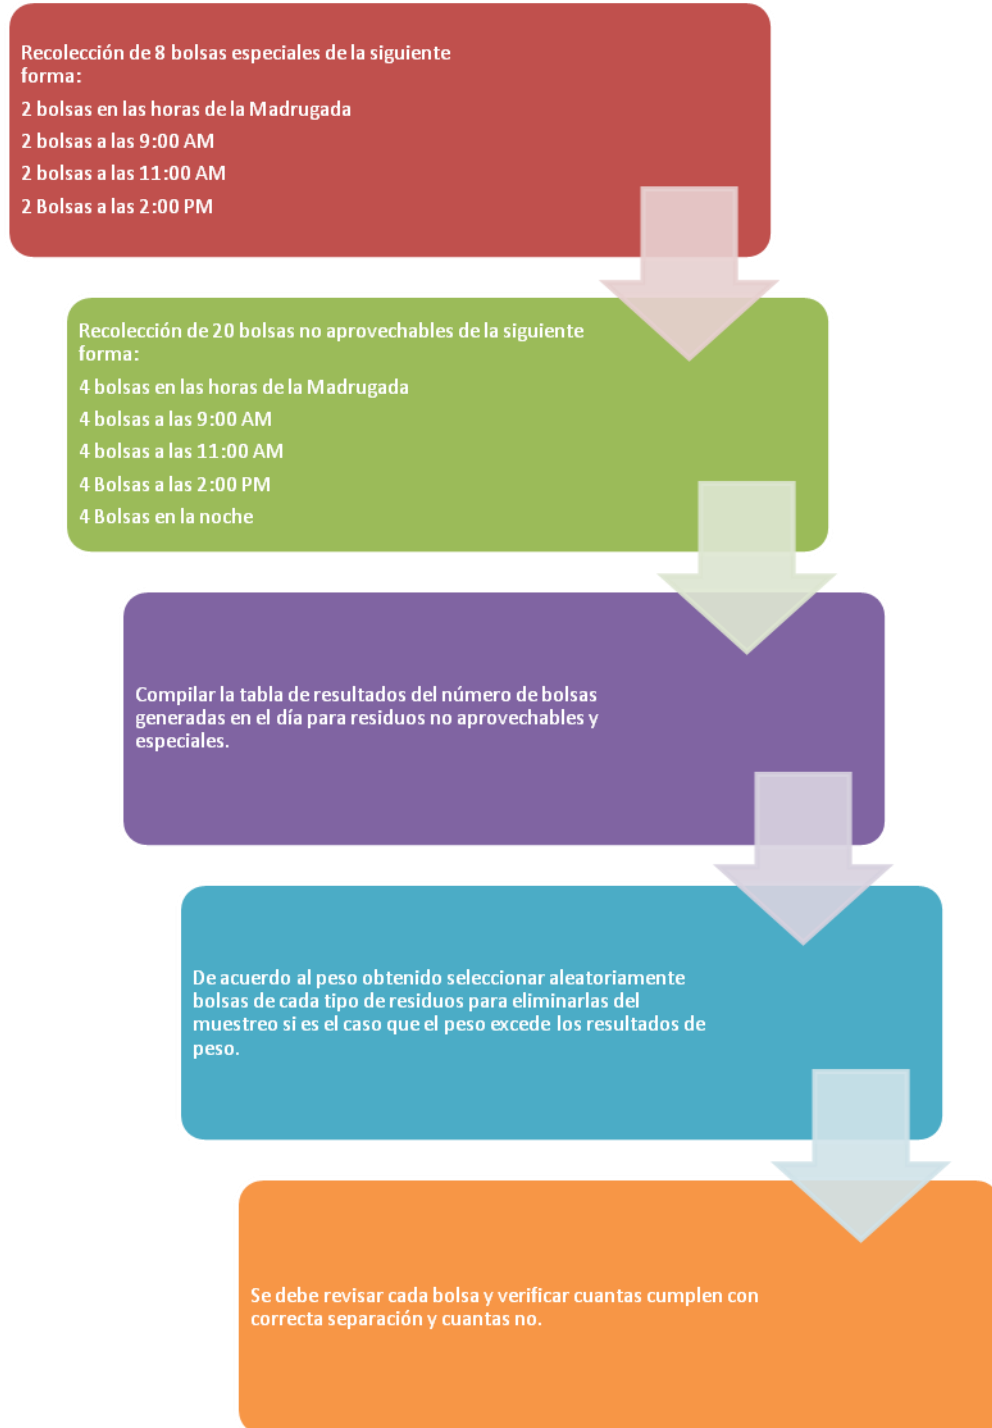 Recolección de 8 bolsas especiales de la siguiente
forma:
2 bolsas en las horas de la Madrugada
2 bolsas a las 9:00 AM
2 bolsas a las 11:00 AM
2 Bolsas a las 2:00 PM
Recolección de 20 bolsas no aprovechables de la siguiente
forma:
4 bolsas en las horas de la Madrugada
4 bolsas a las 9:00 AM
4 bolsas a las 11:00 AM
4 Bolsas a las 2:00 PM
4 Bolsas en la noche
Compilar la tabla de resultados del número de bolsas
generadas en el día para residuos no aprovechables y
especiales.
De acuerdo al peso obtenido seleccionar aleatoriamente
bolsas de cada tipo de residuos para eliminarlas del
muestreo si es el caso que el peso excede los resultados de
peso.
Se debe revisar cada bolsa y verificar cuantas cumplen con
correcta separación y cuantas no.